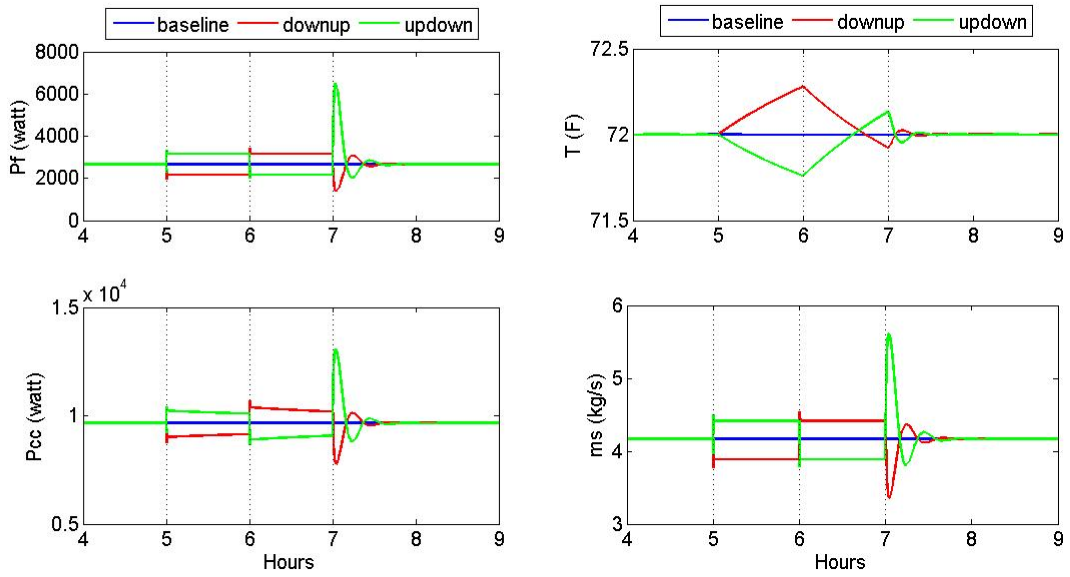 baseline downup updown
8000
6000
4000
2000
0
Pf (watt)
4 5 6 7 8 9
baseline downup updown
72.5
72
71.5
T (F)
4 5 6 7 8 9
x 10^4
1.5
1
0.5
Pcc (watt)
4 5 6 7 8 9
Hours
6
5
4
3
ms (kg/s)
4 5 6 7 8 9
Hours